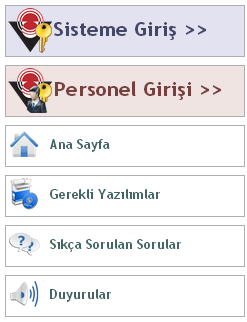 Sisteme Giriş >>
Personel Girişi >>
Ana Sayfa
Gerekli Yazılımlar
Sıkça Sorulan Sorular
Duyurular